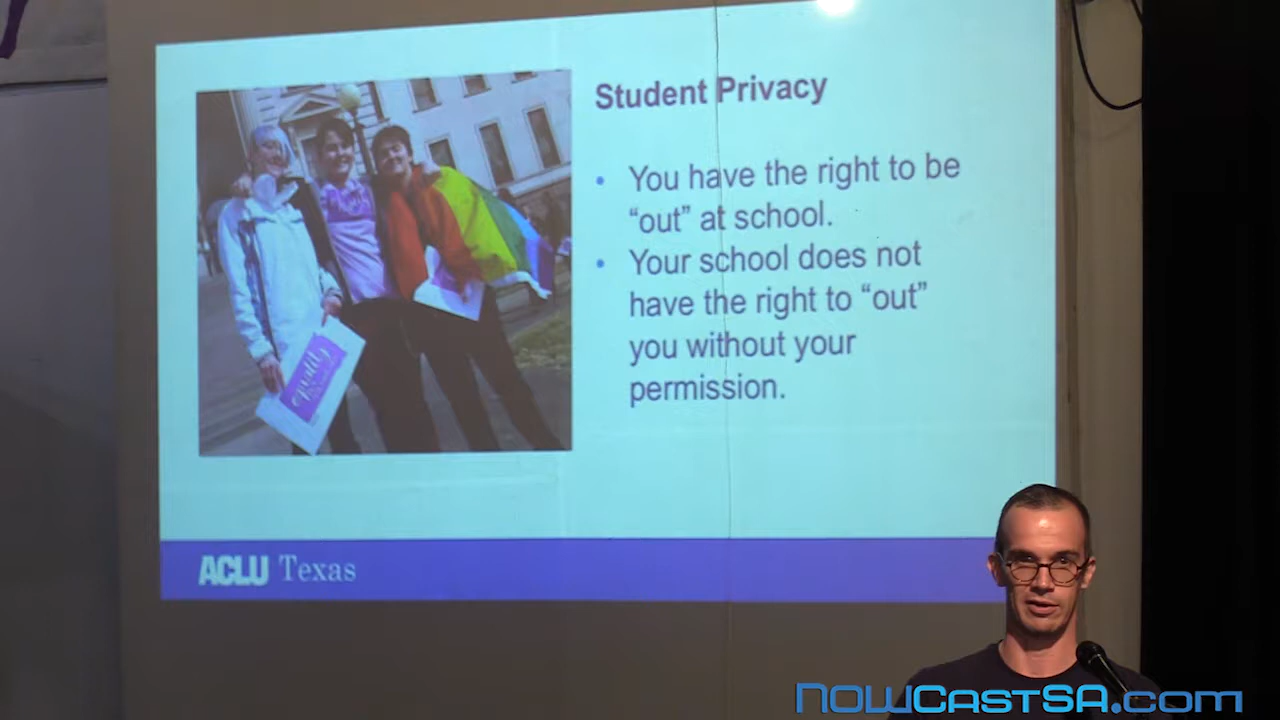 Student Privacy
• You have the right to be
“out” at school.
• Your school does not
have the right to “out”
you without your
permission.
equality
ACLU Texas
NOWCastSA.com